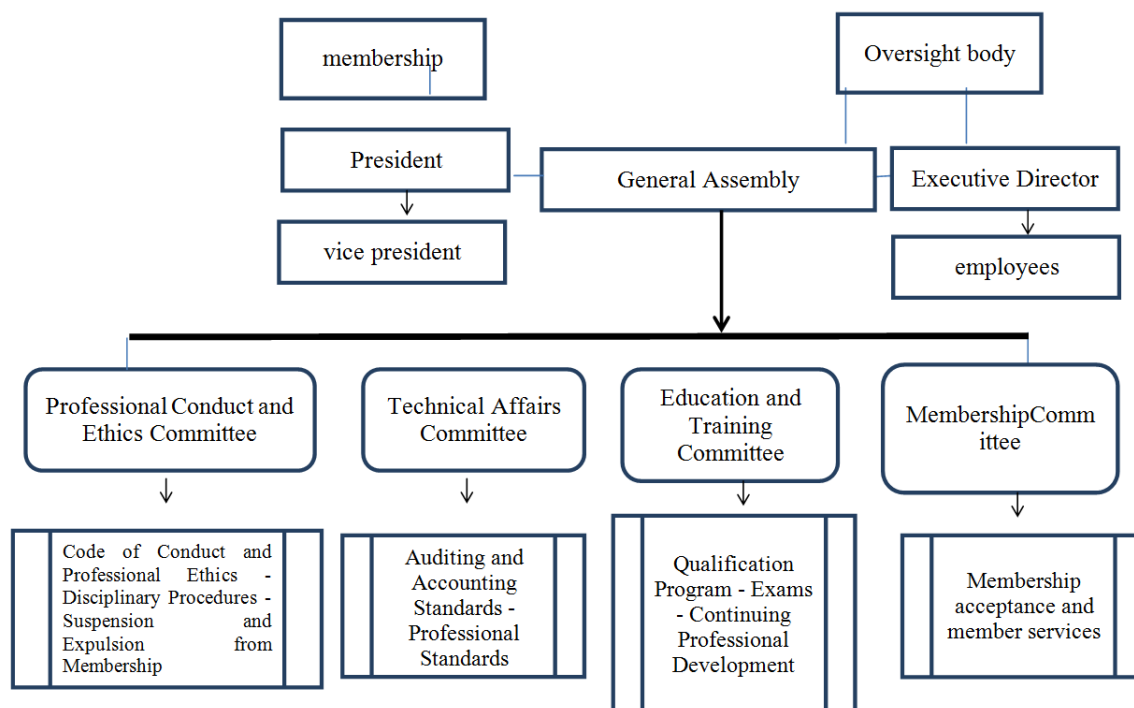 membership
Oversight body
President
General Assembly
Executive Director
vice president
employees
Professional Conduct and
Ethics Committee
Technical Affairs
Committee
Education and
Training
Committee
MembershipComm
ittee
Code of Conduct and
Professional Ethics -
Disciplinary Procedures -
Suspension and
Expulsion from
Membership
Auditing and
Accounting
Standards -
Professional
Standards
Qualification
Program - Exams -
- Continuing
Professional
Development
Membership
acceptance and
member services